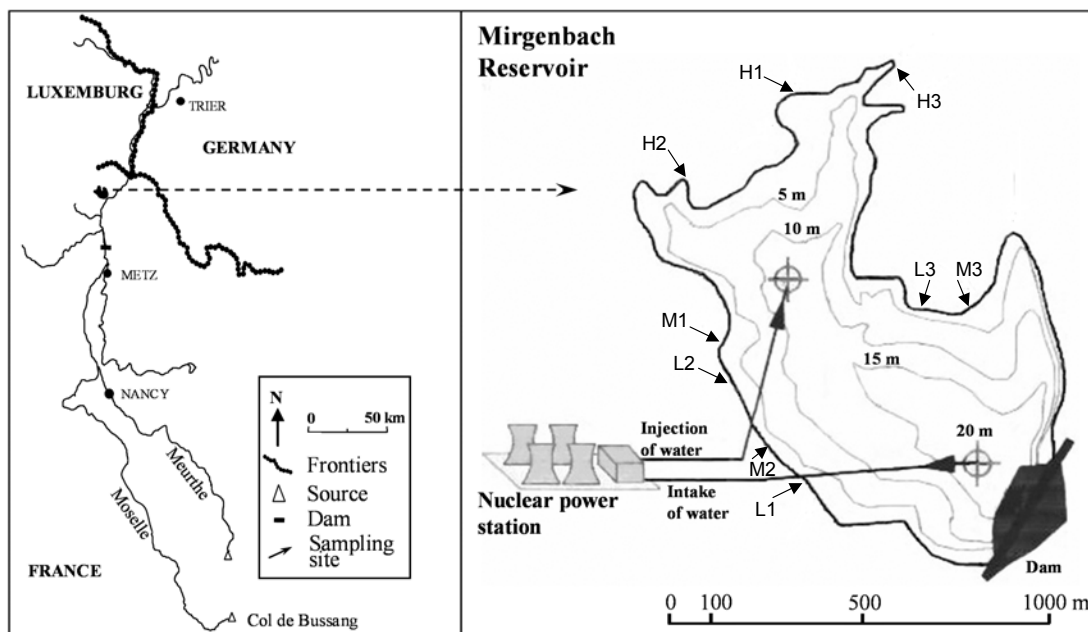 LUXEMBURG
TRIER
GERMANY
METZ
NANCY
Meurthe
Moselle
FRANCE
Col de Bussang
N
0 50 km
Frontiers
Source
Dam
Sampling
site
Mirgenbach
Reservoir
H1
H3
H2
5 m
10 m
L3
M3
M1
L2
15 m
20 m
Injection
of water
M2
Nuclear power
station
Intake
of water
L1
Dam
0 100 500 1000 m